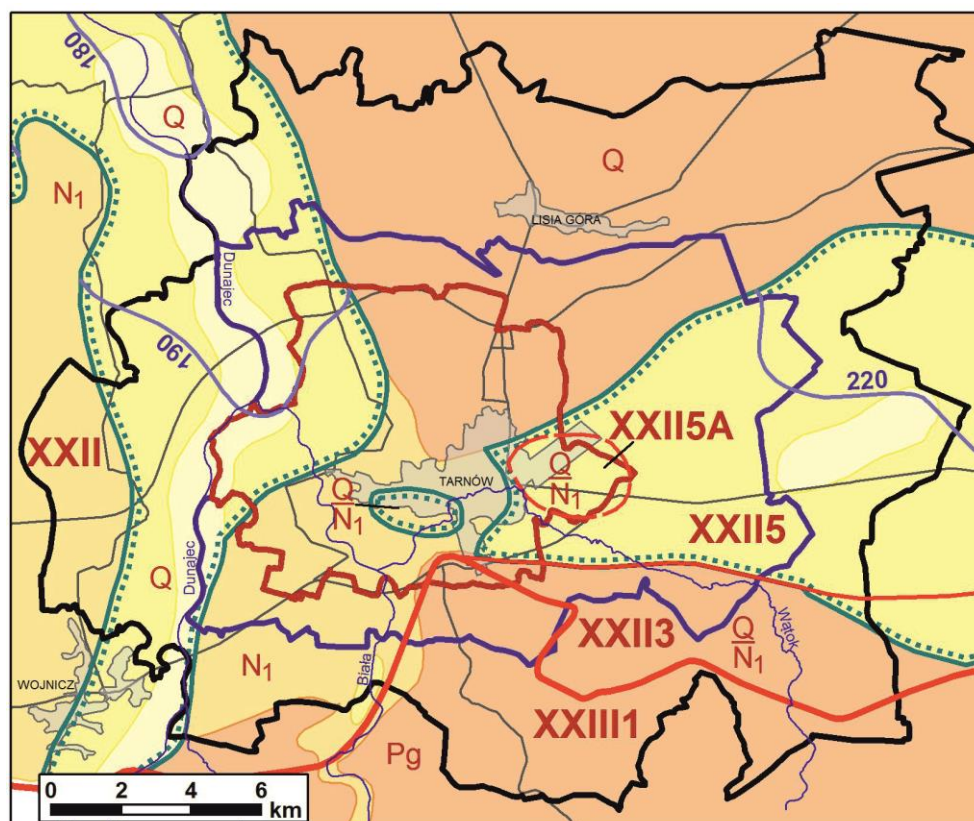 180
Q
Q
N1
LISIA GÓRA
Dunajec
190
220
XXII
XXII5A
Q
N1
TARNÓW
Q
N1
XXII5
Q
Dunajec
XXII3
Q
N1
Wątok
N1
Biała
WOJNICZ
XXIII1
Pg
0 2 4 6
km